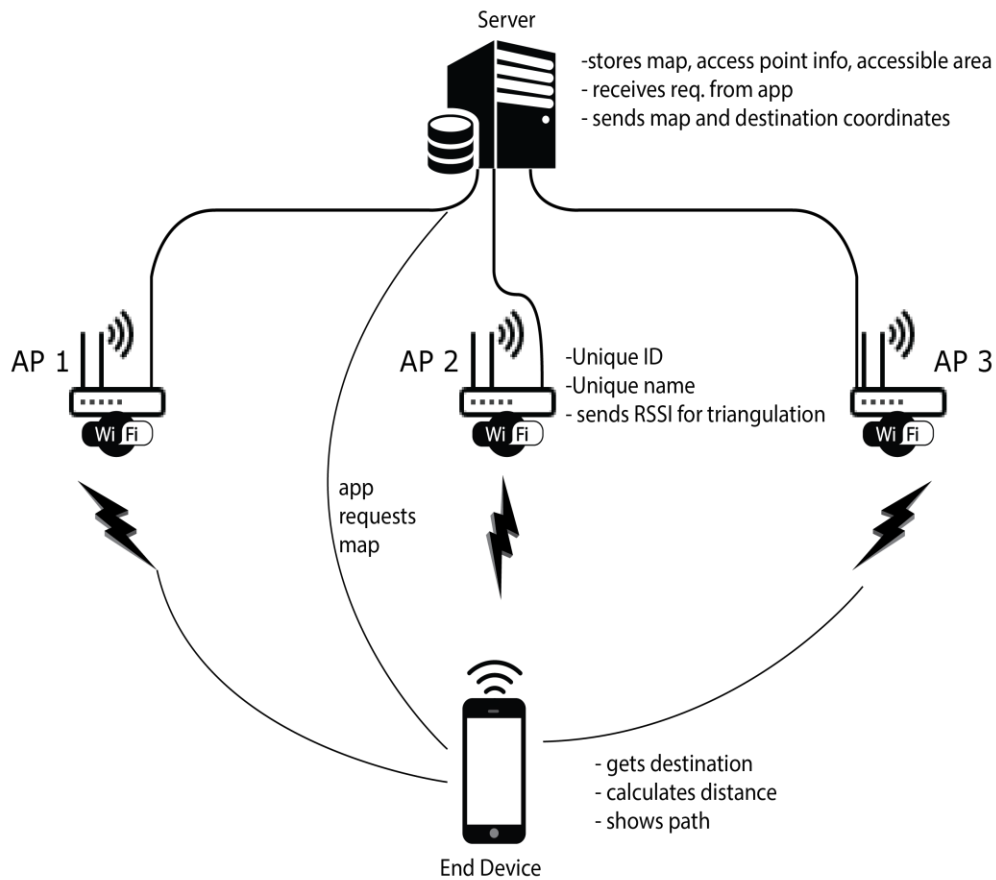 Server
-stores map, access point info, accessible area
- receives req. from app
- sends map and destination coordinates
AP 1
Wi Fi
AP 2
Wi Fi
-Unique ID
-Unique name
- sends RSSI for triangulation
AP 3
Wi Fi
app
requests
map
- gets destination
- calculates distance
- shows path
End Device